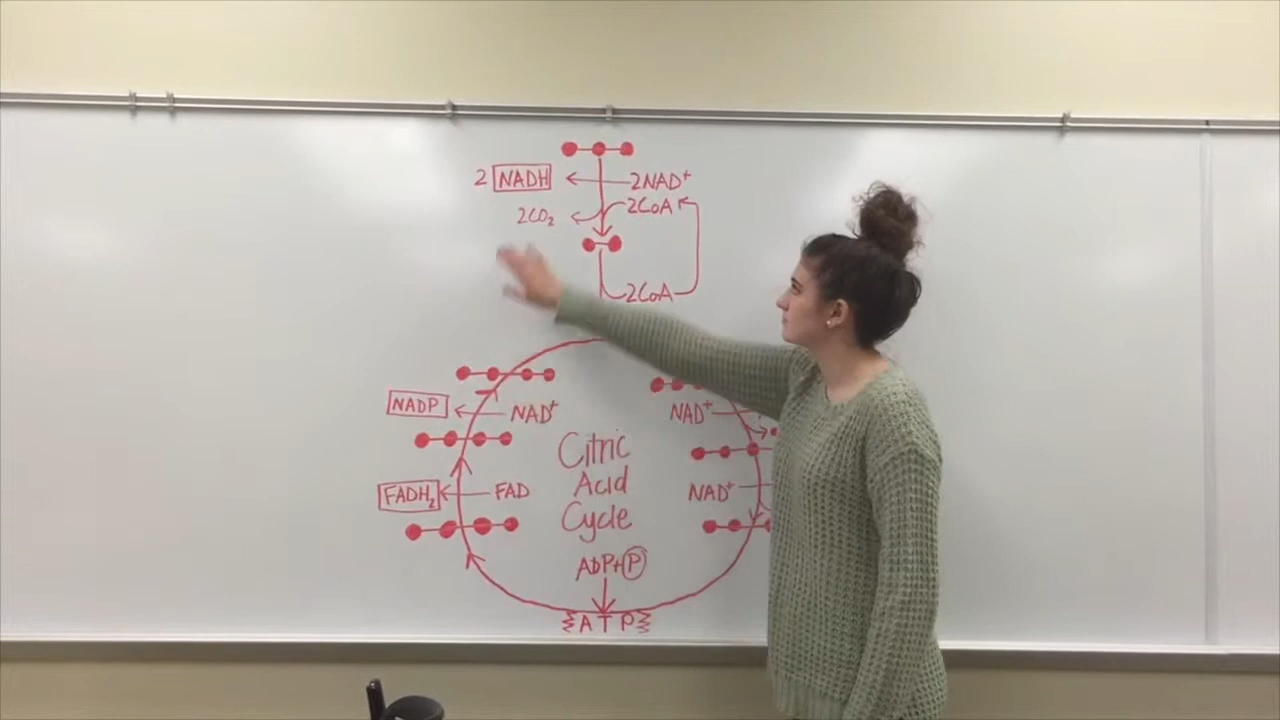 2 NADH 2NAD⁺
2CO₂ 2CoA
2CoA
NADP NAD⁺ NAD⁺
Citric
Acid
Cycle
FADH₂ FAD NAD⁺
ADP+P
ATP